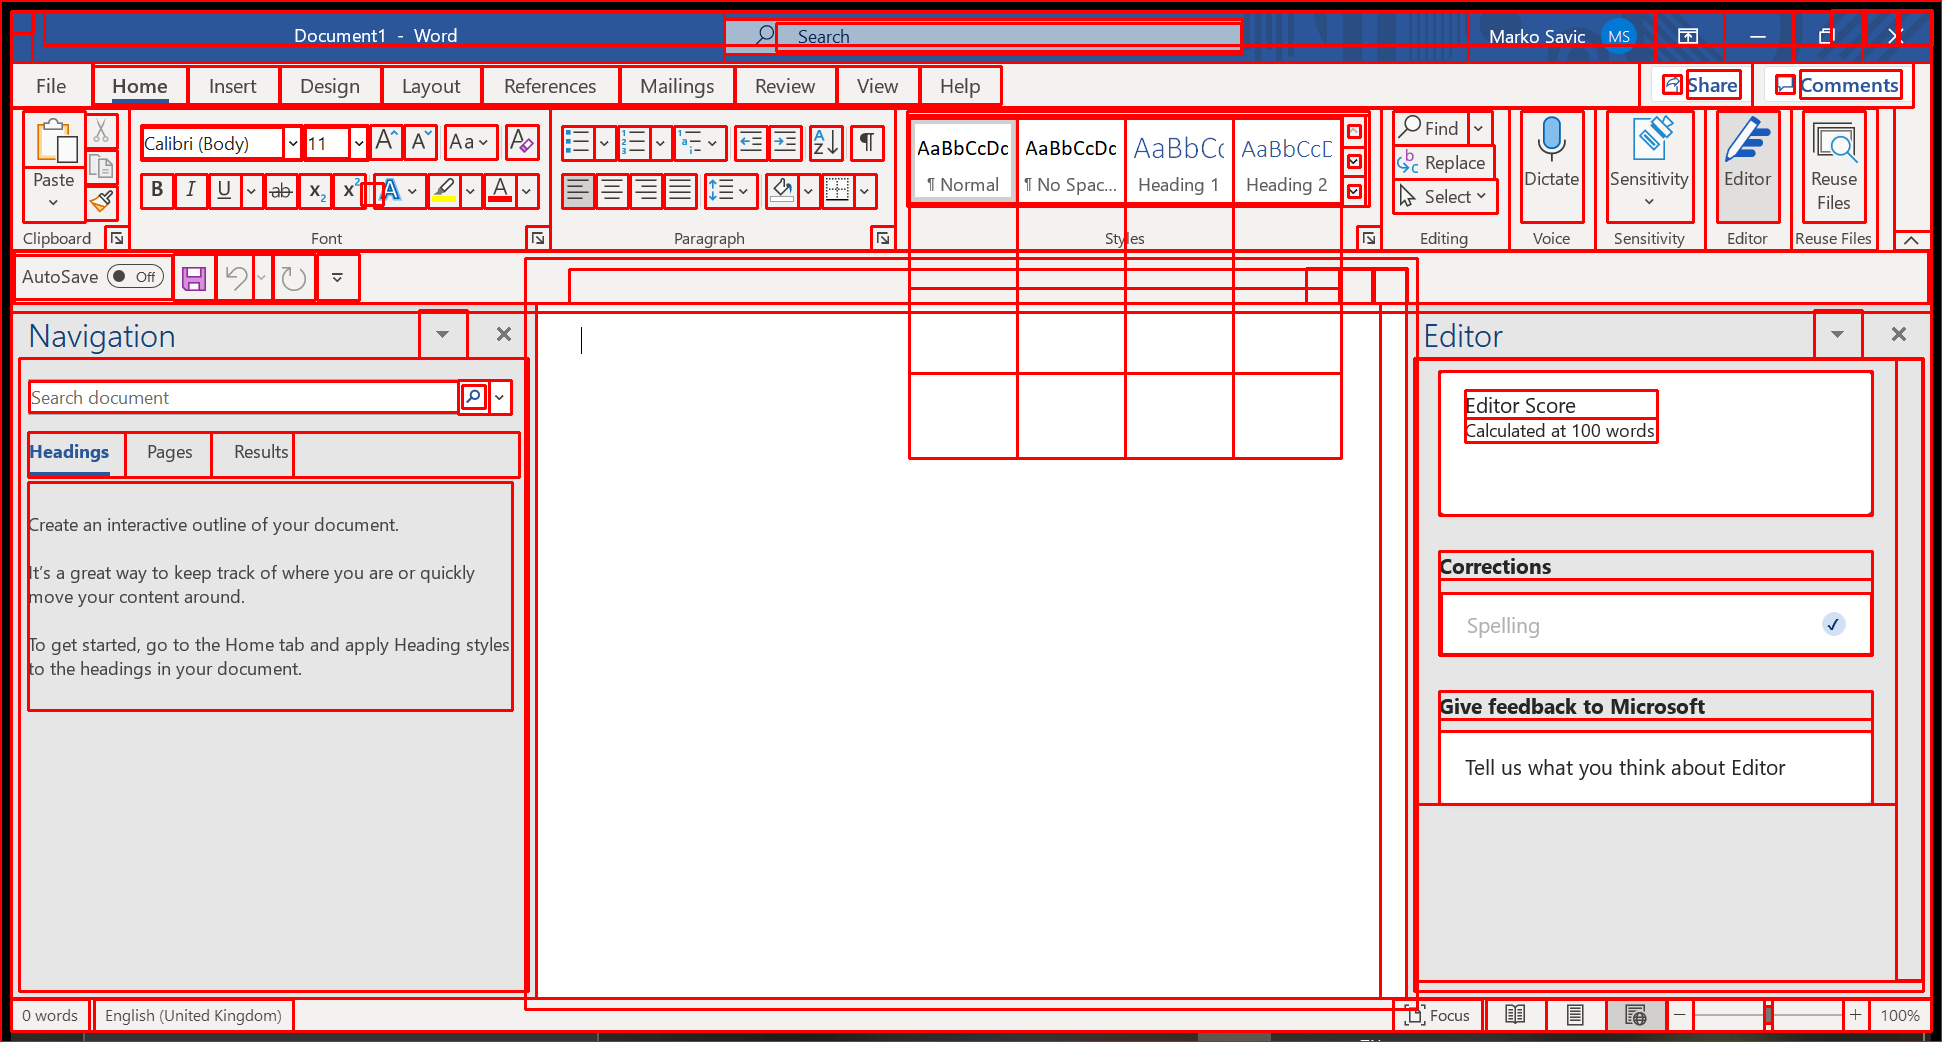 Document1 - Word
Search
Marko Savic MS
File Home Insert Design Layout References Mailings Review View Help Share Comments
Paste
Clipboard
Calibri (Body) 11
Font
Paragraph
AaBbCcDc AaBbCcDc AaBbCc AaBbCcD
¶ Normal ¶ No Spac... Heading 1 Heading 2
Styles
Find
Replace
Select
Editing
Dictate
Voice
Sensitivity
Sensitivity
Editor
Editor
Reuse
Files
Reuse Files
AutoSave Off
Navigation
Search document
Headings Pages Results
Create an interactive outline of your document.
It's a great way to keep track of where you are or quickly
move your content around.
To get started, go to the Home tab and apply Heading styles
to the headings in your document.
Editor
Editor Score
Calculated at 100 words
Corrections
Spelling
Give feedback to Microsoft
Tell us what you think about Editor
0 words English (United Kingdom) Focus 100%